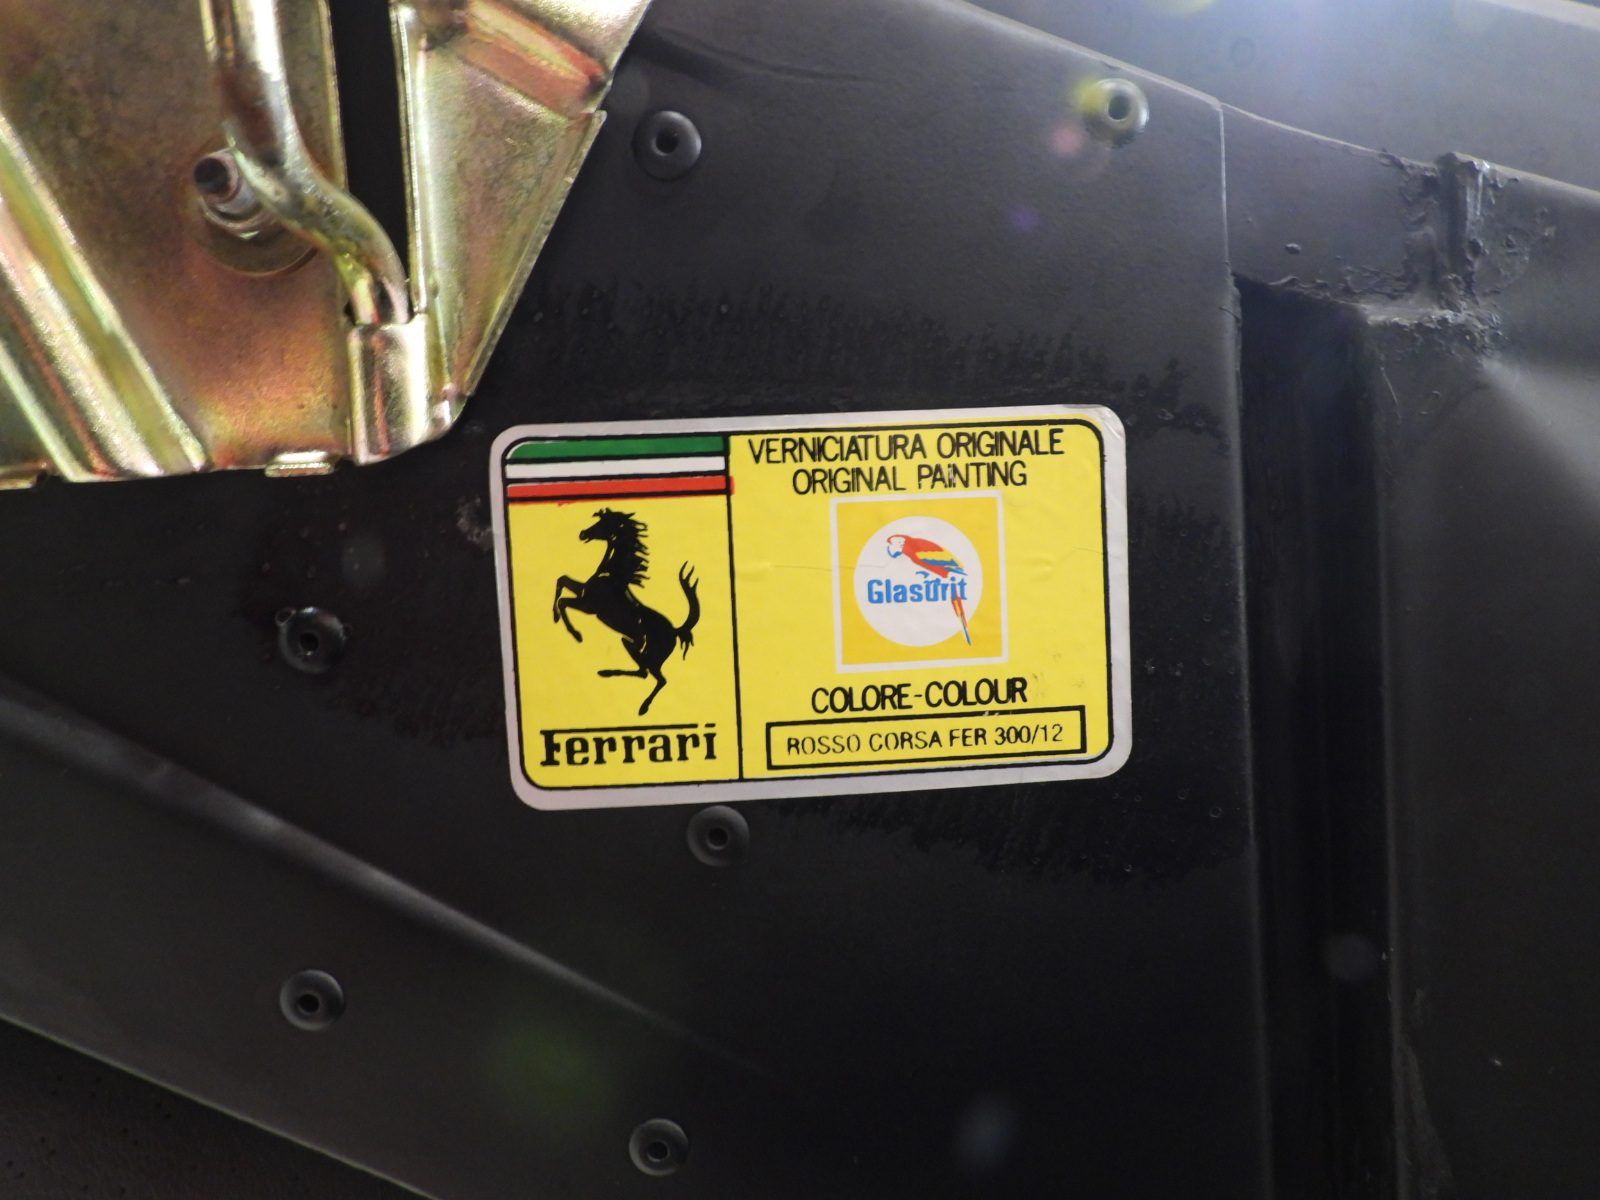 VERNICIATURA ORIGINALE
ORIGINAL PAINTING
Glasurit
COLORE-COLOUR
ROSSO CORSA FER 300/12
Ferrari